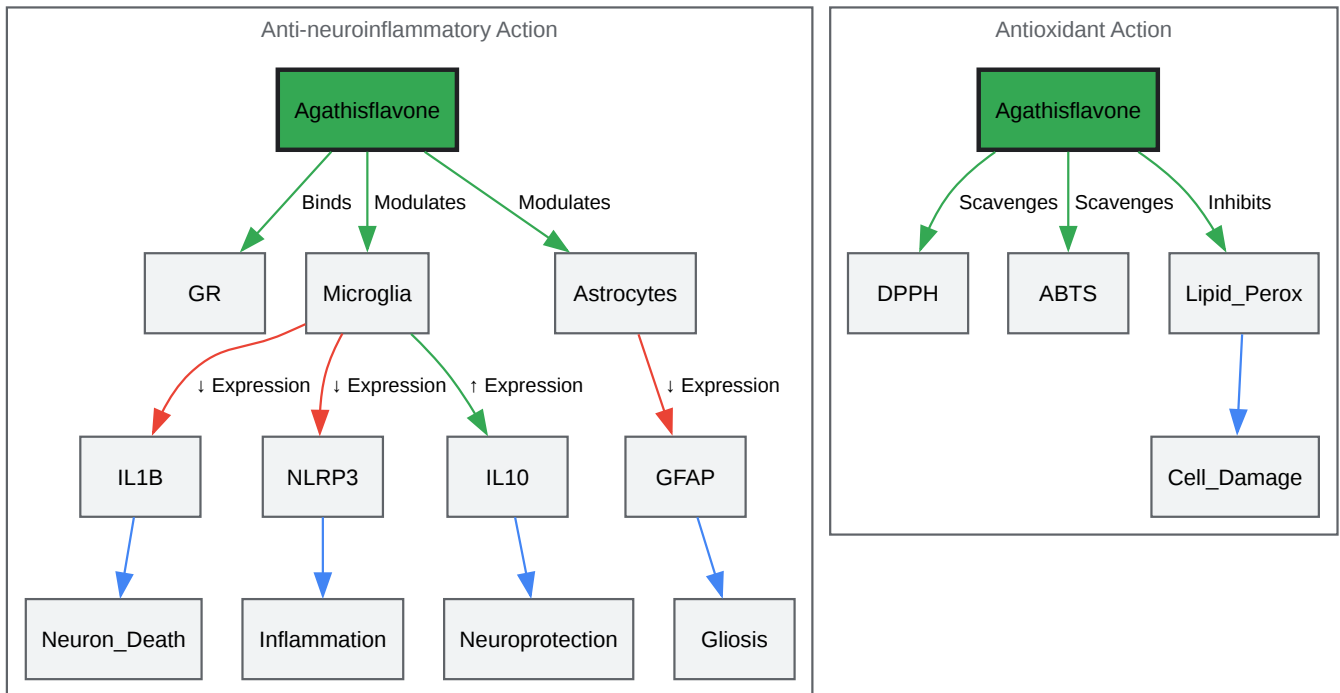 Anti-neuroinflammatory Action
Agathisflavone
Binds
Modulates
Modulates
GR
Microglia
Astrocytes
↓ Expression
↓ Expression
↑ Expression
↓ Expression
IL1B
NLRP3
IL10
GFAP
Neuron_Death
Inflammation
Neuroprotection
Gliosis
Antioxidant Action
Agathisflavone
Scavenges
Scavenges
Inhibits
DPPH
ABTS
Lipid_Perox
Cell_Damage